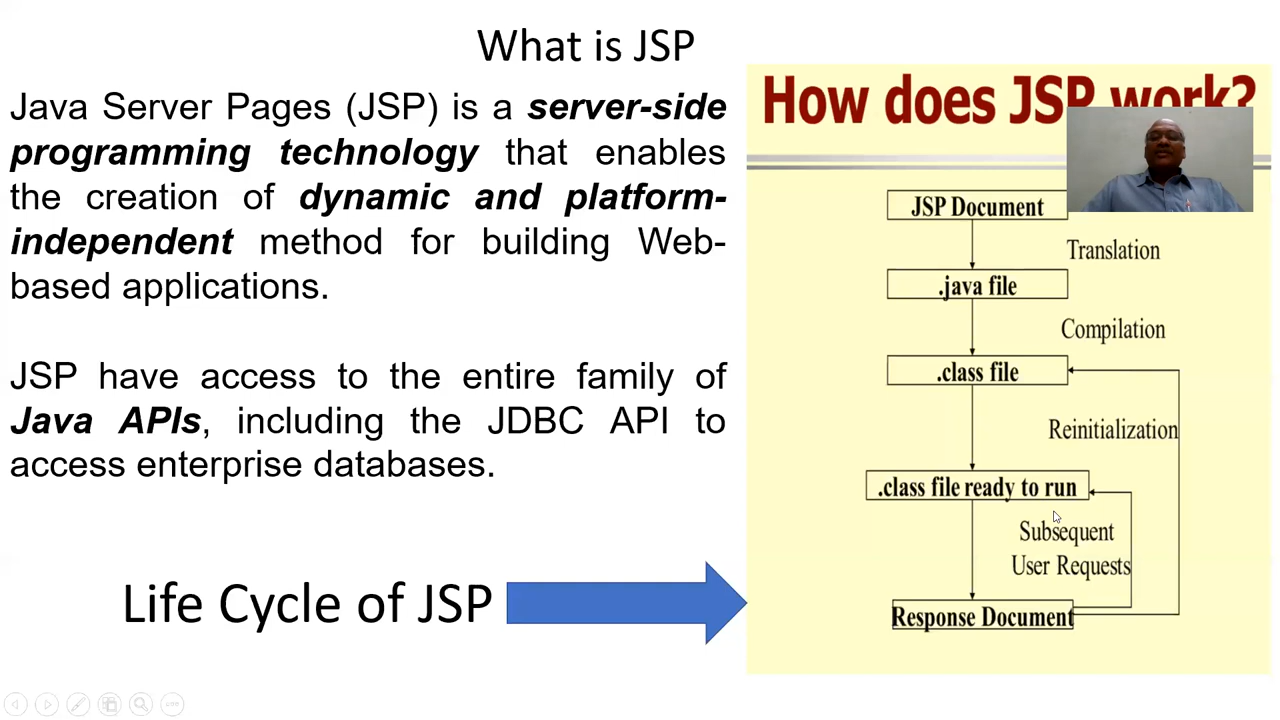 What is JSP
Java Server Pages (JSP) is a server-side
programming technology that enables
the creation of dynamic and platform-
independent method for building Web-
based applications.
JSP have access to the entire family of
Java APIs, including the JDBC API to
access enterprise databases.
Life Cycle of JSP
How does JSP work?
JSP Document
Translation
.java file
Compilation
.class file
Reinitialization
.class file ready to run
Subsequent
User Requests
Response Document